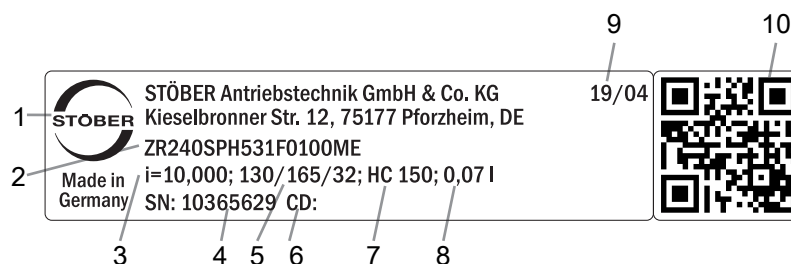 9 10
STÖBER Antriebstechnik GmbH & Co. KG 19/04
1 STÖBER Kieselbronner Str. 12, 75177 Pforzheim, DE
2 ZR240SPH531F0100ME
Made in Germany
i=10,000; 130/165/32; HC 150; 0,07 l
SN: 10365629 CD:
3 4 5 6 7 8